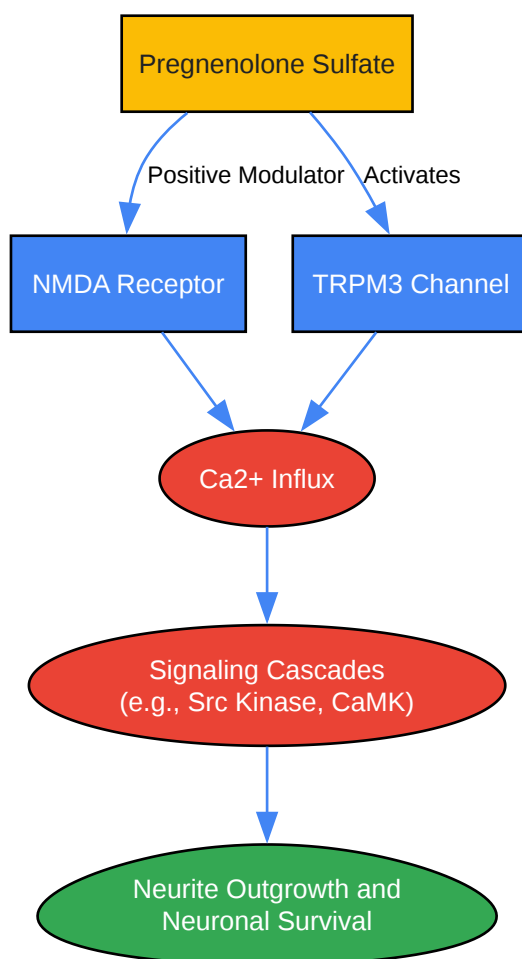 Pregnenolone Sulfate
Positive Modulator
Activates
NMDA Receptor
TRPM3 Channel
Ca2+ Influx
Signaling Cascades
(e.g., Src Kinase, CaMK)
Neurite Outgrowth and
Neuronal Survival